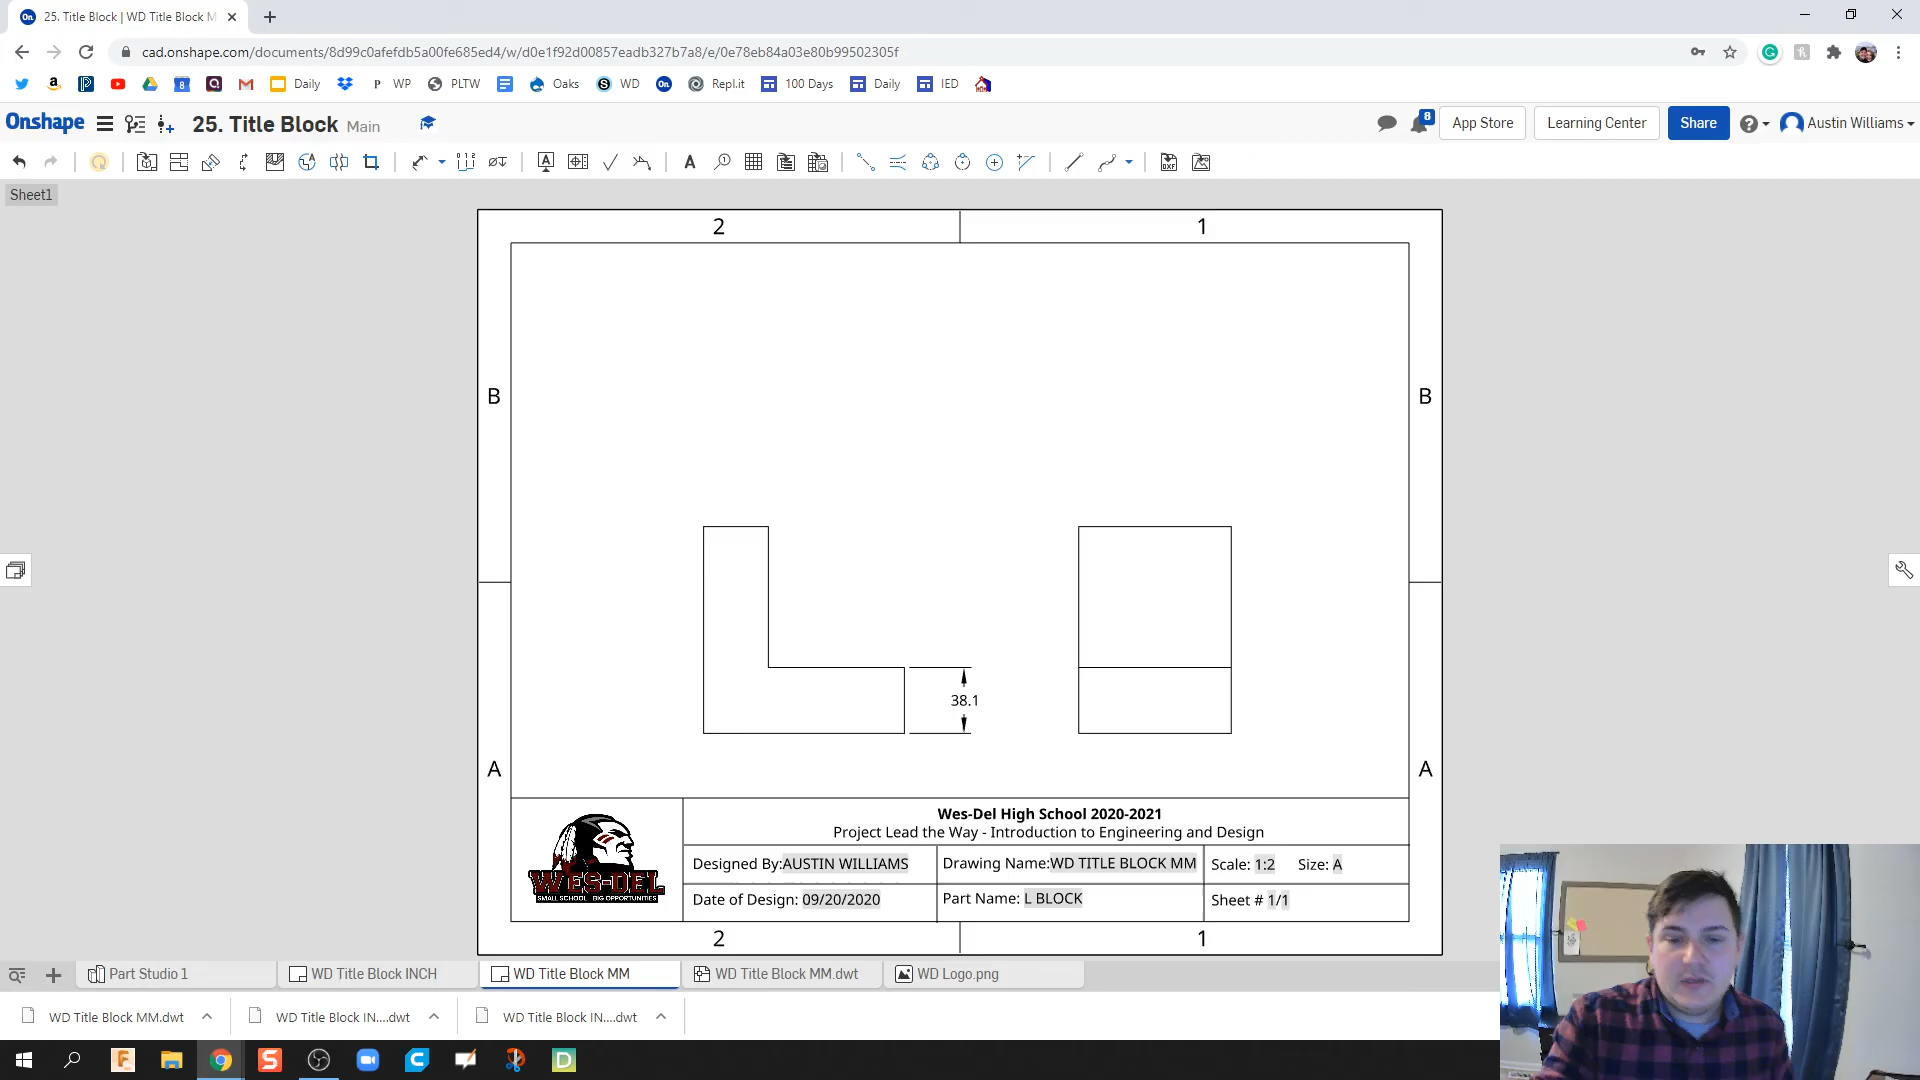 25. Title Block | WD Title Block M
cad.onshape.com/documents/8d99c0afefdb5a00fe685ed4/w/d0e1f92d00857eadb327b7a8/e/0e78eb84a03e80b99502305f
Daily
WP
PLTW
Oaks
WD
Repl.it
100 Days
Daily
IED
Onshape
25. Title Block Main
8
App Store
Learning Center
Share
Austin Williams
Sheet1
2
1
B
B
38.1
A
A
Wes-Del High School 2020-2021
Project Lead the Way - Introduction to Engineering and Design
WES-DEL
SMALL SCHOOL BIG OPPORTUNITIES
Designed By:AUSTIN WILLIAMS
Drawing Name:WD TITLE BLOCK MM
Scale: 1:2 Size: A
Date of Design: 09/20/2020
Part Name: L BLOCK
Sheet # 1/1
2
1
Part Studio 1
WD Title Block INCH
WD Title Block MM
WD Title Block MM.dwt
WD Logo.png
WD Title Block MM.dwt
WD Title Block IN....dwt
WD Title Block IN....dwt